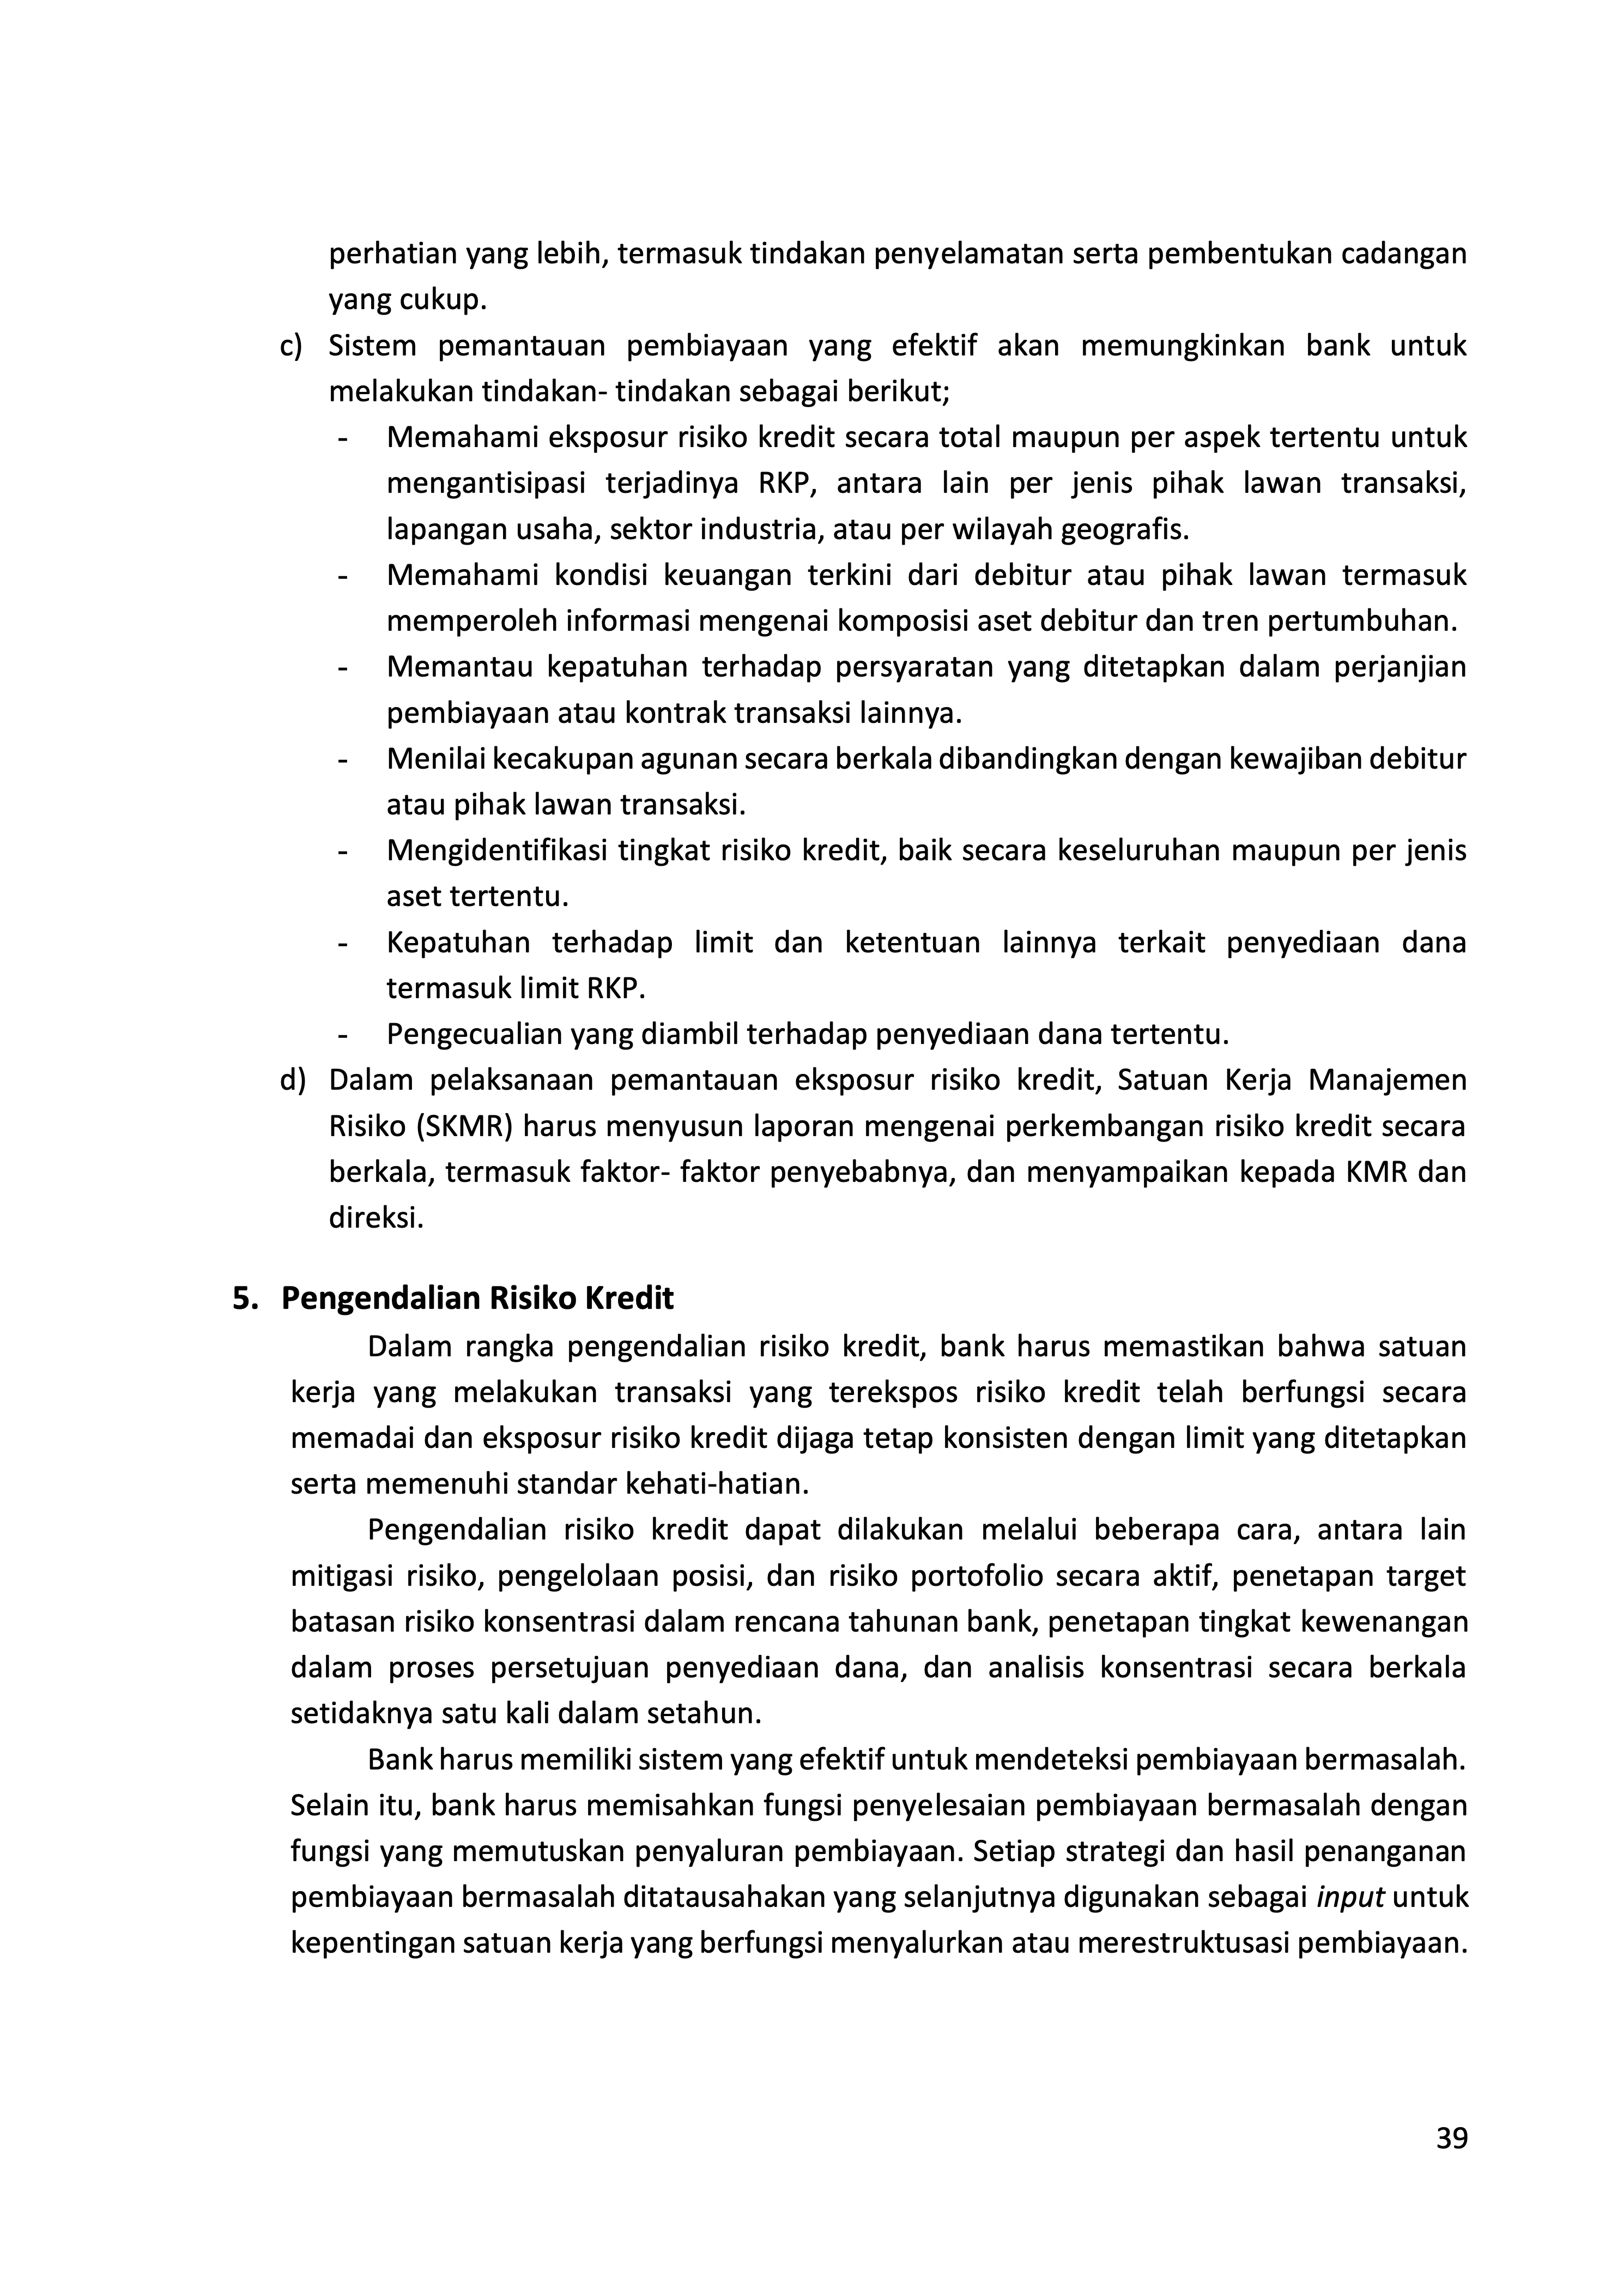 perhatian yang lebih, termasuk tindakan penyelamatan serta pembentukan cadangan
yang cukup.
c) Sistem pemantauan pembiayaan yang efektif akan memungkinkan bank untuk
melakukan tindakan- tindakan sebagai berikut;
- Memahami eksposur risiko kredit secara total maupun per aspek tertentu untuk
mengantisipasi terjadinya RKP, antara lain per jenis pihak lawan transaksi,
lapangan usaha, sektor industria, atau per wilayah geografis.
- Memahami kondisi keuangan terkini dari debitur atau pihak lawan termasuk
memperoleh informasi mengenai komposisi aset debitur dan tren pertumbuhan.
- Memantau kepatuhan terhadap persyaratan yang ditetapkan dalam perjanjian
pembiayaan atau kontrak transaksi lainnya.
- Menilai kecakupan agunan secara berkala dibandingkan dengan kewajiban debitur
atau pihak lawan transaksi.
- Mengidentifikasi tingkat risiko kredit, baik secara keseluruhan maupun per jenis
aset tertentu.
- Kepatuhan terhadap limit dan ketentuan lainnya terkait penyediaan dana
termasuk limit RKP.
- Pengecualian yang diambil terhadap penyediaan dana tertentu.
d) Dalam pelaksanaan pemantauan eksposur risiko kredit, Satuan Kerja Manajemen
Risiko (SKMR) harus menyusun laporan mengenai perkembangan risiko kredit secara
berkala, termasuk faktor- faktor penyebabnya, dan menyampaikan kepada KMR dan
direksi.
5. Pengendalian Risiko Kredit
Dalam rangka pengendalian risiko kredit, bank harus memastikan bahwa satuan
kerja yang melakukan transaksi yang terekspos risiko kredit telah berfungsi secara
memadai dan eksposur risiko kredit dijaga tetap konsisten dengan limit yang ditetapkan
serta memenuhi standar kehati-hatian.
Pengendalian risiko kredit dapat dilakukan melalui beberapa cara, antara lain
mitigasi risiko, pengelolaan posisi, dan risiko portofolio secara aktif, penetapan target
batasan risiko konsentrasi dalam rencana tahunan bank, penetapan tingkat kewenangan
dalam proses persetujuan penyediaan dana, dan analisis konsentrasi secara berkala
setidaknya satu kali dalam setahun.
Bank harus memiliki sistem yang efektif untuk mendeteksi pembiayaan bermasalah.
Selain itu, bank harus memisahkan fungsi penyelesaian pembiayaan bermasalah dengan
fungsi yang memutuskan penyaluran pembiayaan. Setiap strategi dan hasil penanganan
pembiayaan bermasalah ditatausahakan yang selanjutnya digunakan sebagai input untuk
kepentingan satuan kerja yang berfungsi menyalurkan atau merestruktusasi pembiayaan.
39